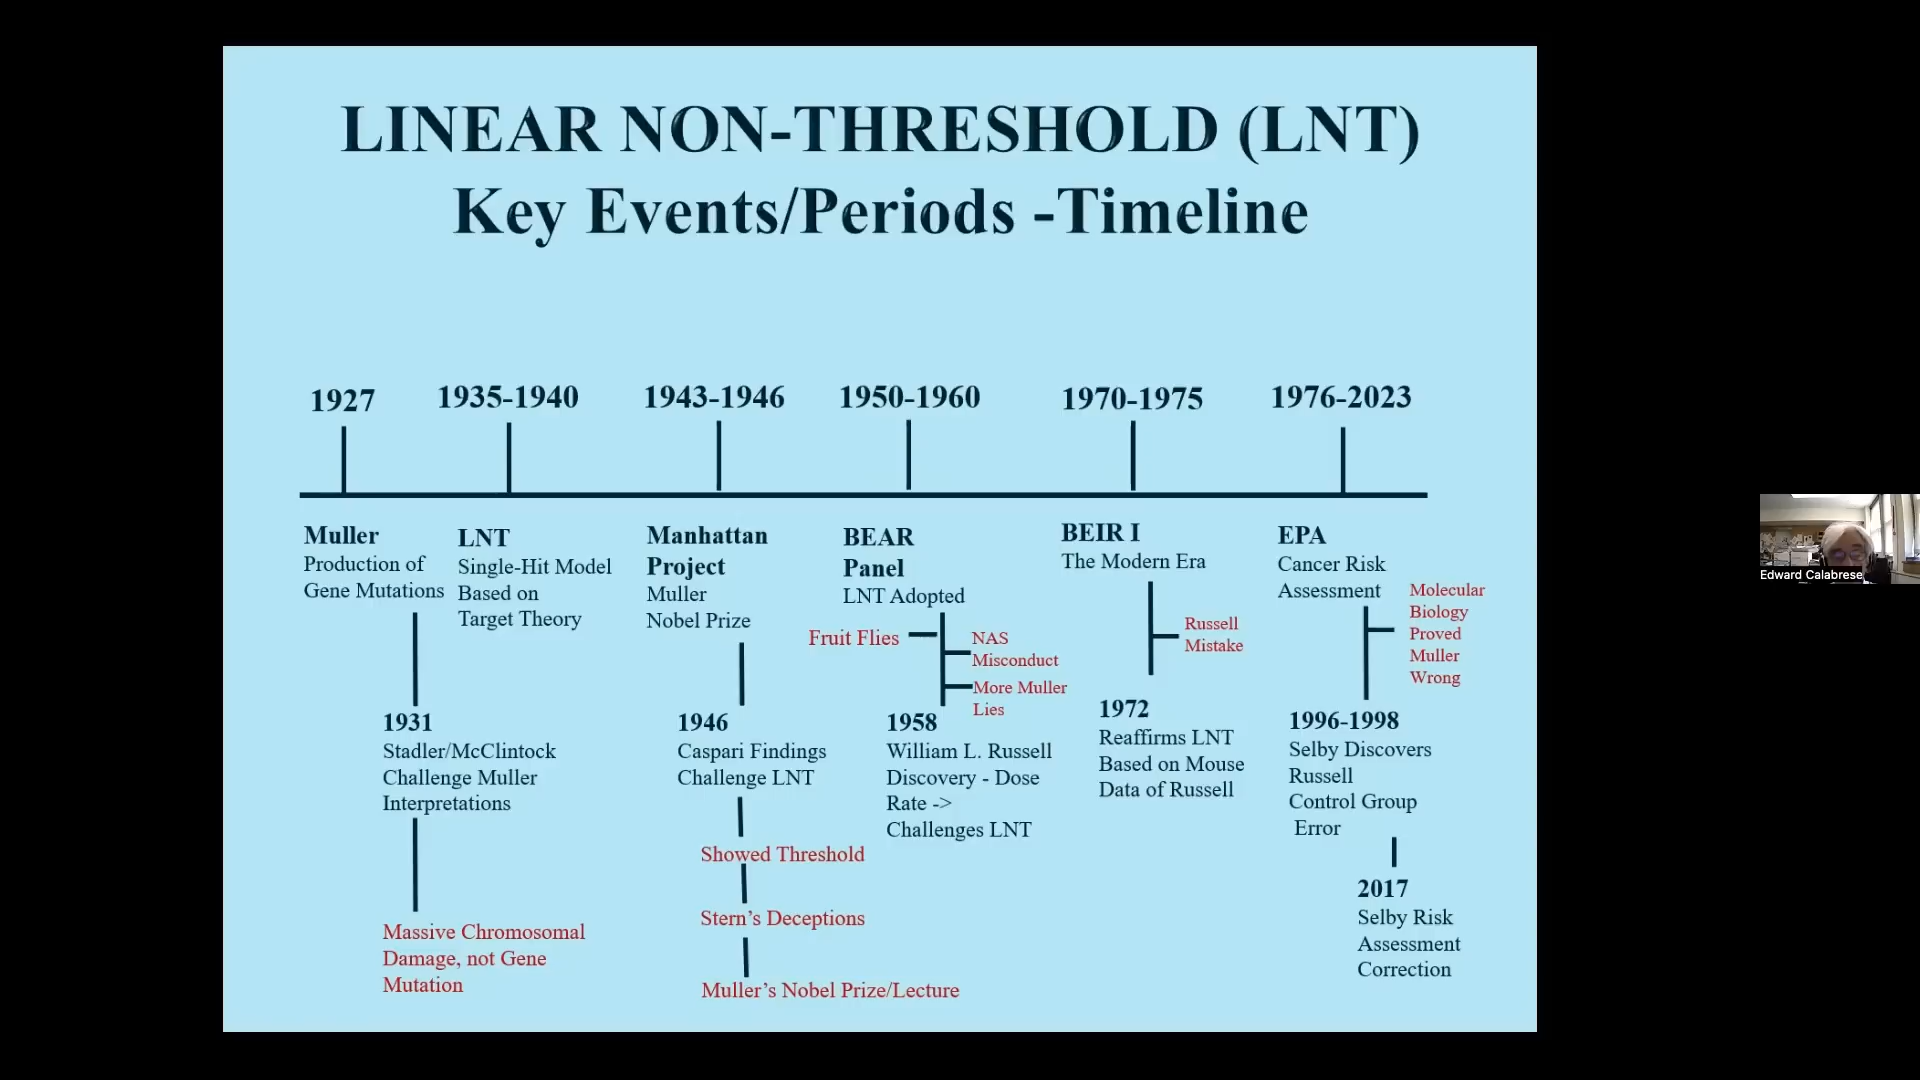 LINEAR NON-THRESHOLD (LNT)
Key Events/Periods -Timeline
1927
1935-1940
1943-1946
1950-1960
1970-1975
1976-2023
Muller
Production of
Gene Mutations
1931
Stadler/McClintock
Challenge Muller
Interpretations
Massive Chromosomal
Damage, not Gene
Mutation
LNT
Single-Hit Model
Based on
Target Theory
Manhattan
Project
Muller
Nobel Prize
1946
Caspari Findings
Challenge LNT
Showed Threshold
Stern's Deceptions
Muller's Nobel Prize/Lecture
BEAR
Panel
LNT Adopted
Fruit Flies
NAS
Misconduct
More Muller
Lies
1958
William L. Russell
Discovery - Dose
Rate ->
Challenges LNT
BEIR I
The Modern Era
Russell
Mistake
1972
Reaffirms LNT
Based on Mouse
Data of Russell
EPA
Cancer Risk
Assessment
Molecular
Biology
Proved
Muller
Wrong
1996-1998
Selby Discovers
Russell
Control Group
Error
2017
Selby Risk
Assessment
Correction
Edward Calabrese